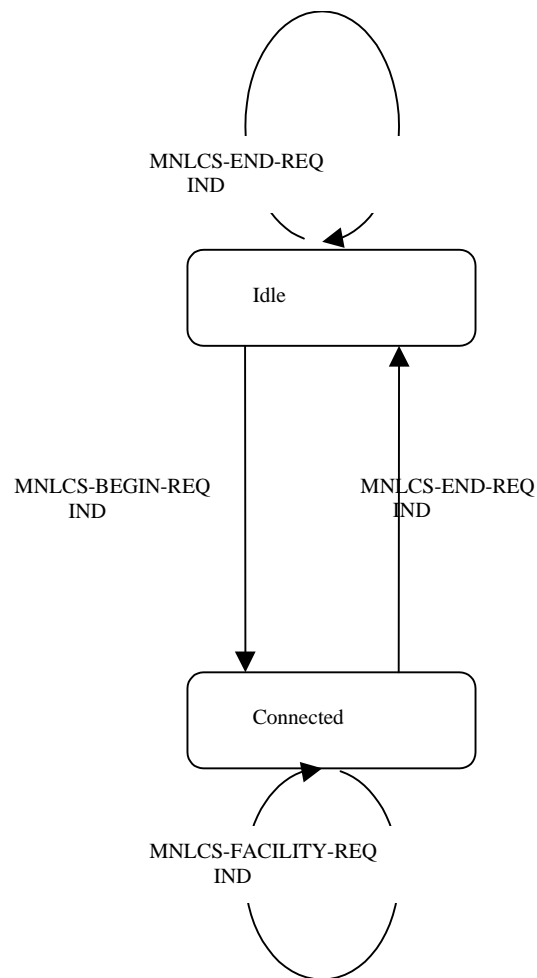 MNLCS-END-REQ
IND
Idle
MNLCS-BEGIN-REQ
IND
MNLCS-END-REQ
IND
Connected
MNLCS-FACILITY-REQ
IND